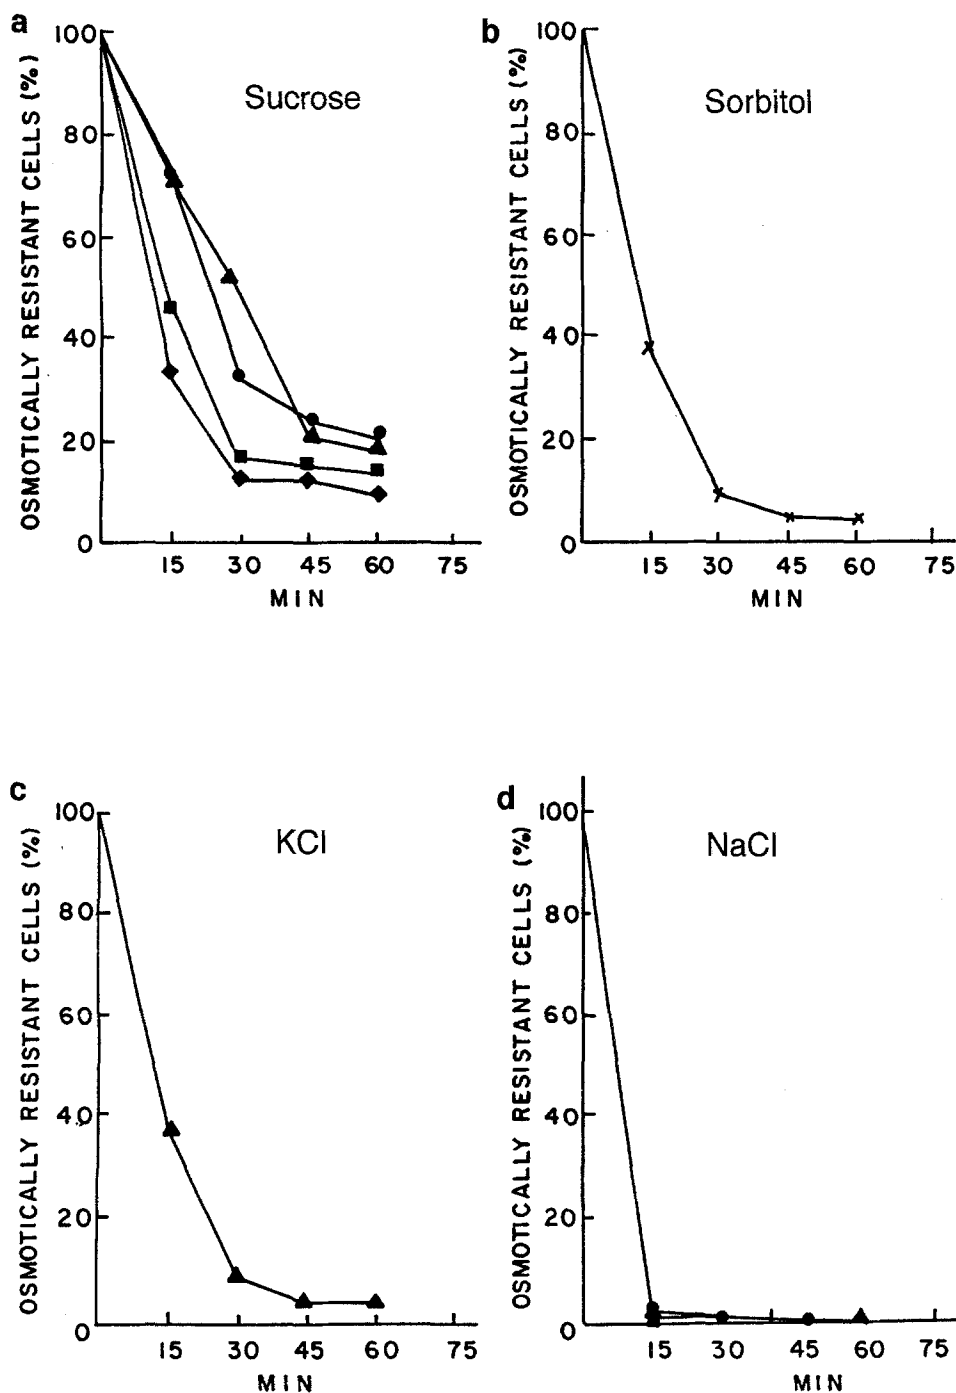 a
Sucrose
OSMOTICALLY RESISTANT CELLS (%)
100
80
60
40
20
0
15 30 45 60 75
MIN
b
Sorbitol
OSMOTICALLY RESISTANT CELLS (%)
100
80
60
40
20
0
15 30 45 60 75
MIN
c
KCl
OSMOTICALLY RESISTANT CELLS (%)
100
80
60
40
20
0
15 30 45 60 75
MIN
d
NaCl
OSMOTICALLY RESISTANT CELLS (%)
100
80
60
40
20
0
15 30 45 60 75
MIN